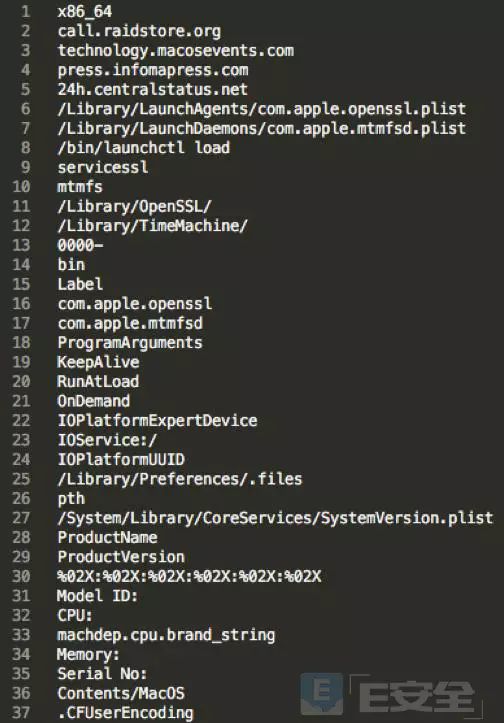 1 x86_64
2 call.raidstore.org
3 technology.macosevents.com
4 press.infomapress.com
5 24h.centralstatus.net
6 /Library/LaunchAgents/com.apple.openssl.plist
7 /Library/LaunchDaemons/com.apple.mtmfsd.plist
8 /bin/launchctl load
9 servicessl
10 mtmfs
11 /Library/OpenSSL/
12 /Library/TimeMachine/
13 0000-
14 bin
15 Label
16 com.apple.openssl
17 com.apple.mtmfsd
18 ProgramArguments
19 KeepAlive
20 RunAtLoad
21 OnDemand
22 IOPlatformExpertDevice
23 IOService:/
24 IOPlatformUUID
25 /Library/Preferences/.files
26 pth
27 /System/Library/CoreServices/SystemVersion.plist
28 ProductName
29 ProductVersion
30 %02X:%02X:%02X:%02X:%02X:%02X
31 Model ID:
32 CPU:
33 machdep.cpu.brand_string
34 Memory:
35 Serial No:
36 Contents/MacOS
37 .CFUserEncoding
E安全